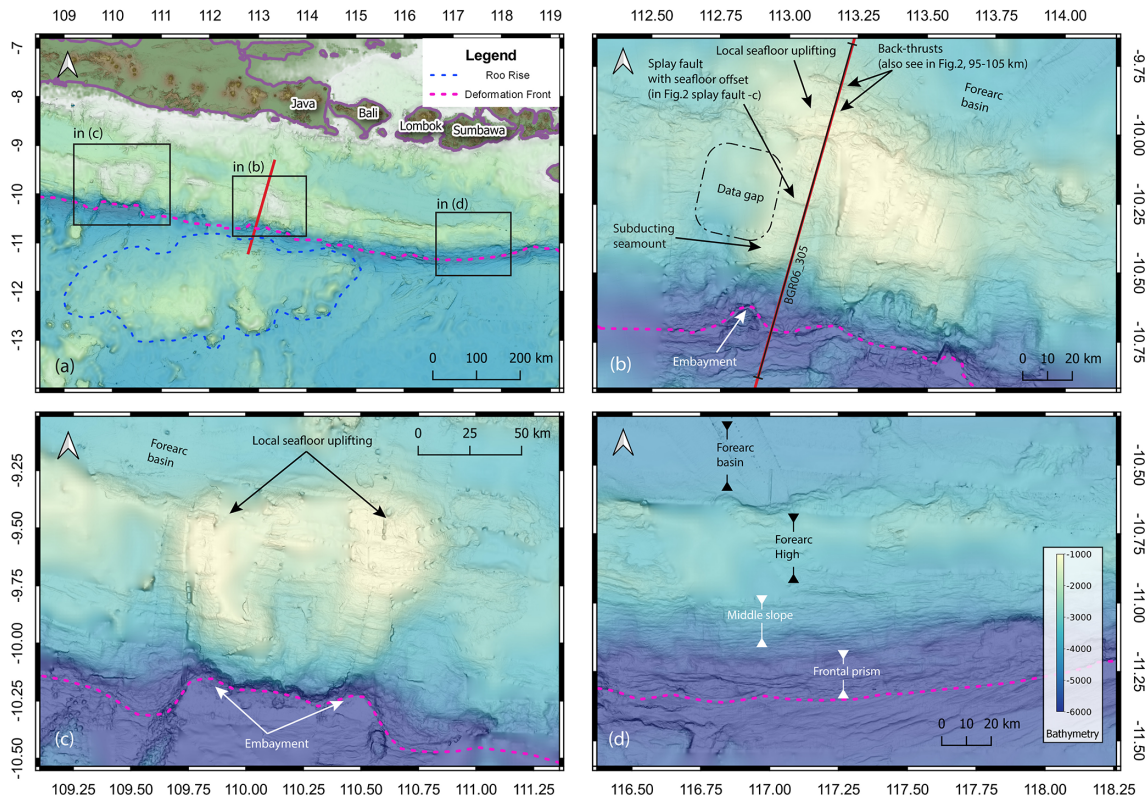 109 110 111 112 113 114 115 116 117 118 119
-7
-8
-9
-10
-11
-12
-13
Legend
Roo Rise
Deformation Front
Java
Bali
Lombok
Sumbawa
in (c)
in (b)
in (d)
(a)
0 100 200 km
112.50 112.75 113.00 113.25 113.50 113.75 114.00
-9.75
-10.00
-10.25
-10.50
-10.75
Local seafloor uplifting
Back-thrusts
(also see in Fig.2, 95-105 km)
Splay fault
with seafloor offset
(in Fig.2 splay fault -c)
Forearc
basin
Data gap
Subducting
seamount
BGR06_305
Embayment
(b)
0 10 20 km
-9.25
-9.50
-9.75
-10.00
-10.25
-10.50
Forearc
basin
Local seafloor uplifting
0 25 50 km
Embayment
(c)
109.25 109.50 109.75 110.00 110.25 110.50 110.75 111.00 111.25
Forearc
basin
Forearc
High
Middle slope
Frontal prism
(d)
0 10 20 km
-1000
-2000
-3000
-4000
-5000
-6000
Bathymetry
-10.50
-10.75
-11.00
-11.25
-11.50
116.50 116.75 117.00 117.25 117.50 117.75 118.00 118.25